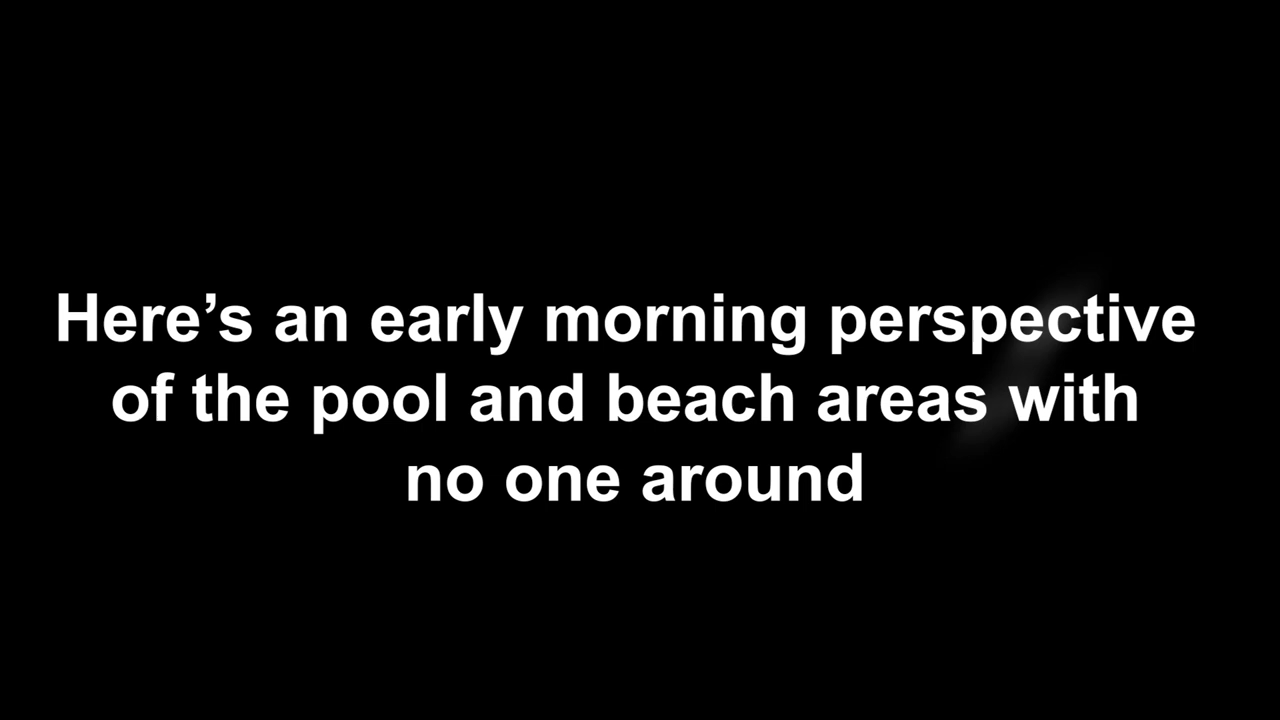 Here’s an early morning perspective
of the pool and beach areas with
no one around